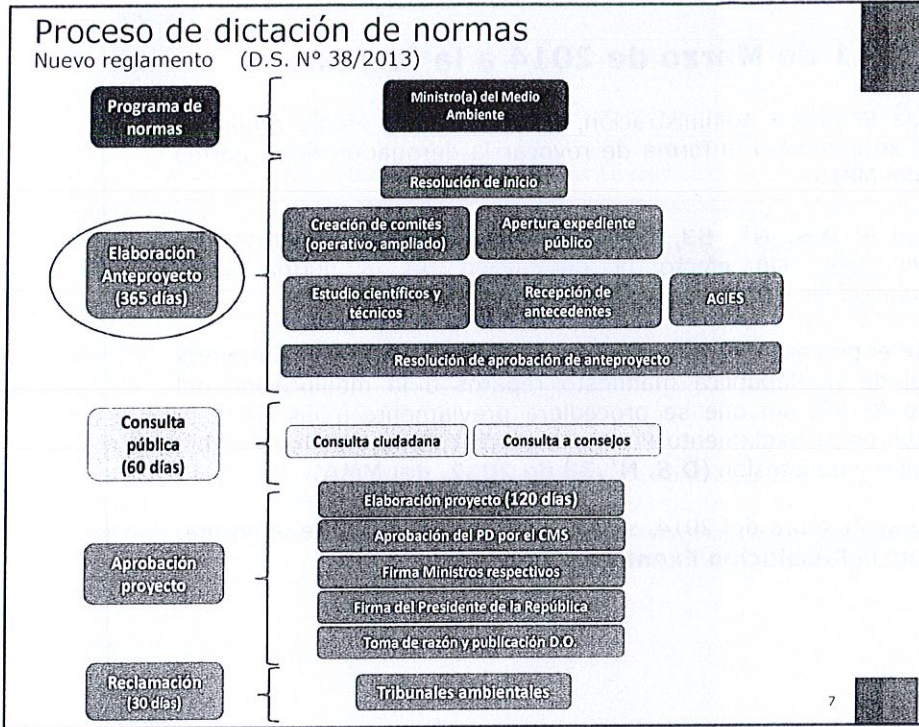 Proceso de dictación de normas
Nuevo reglamento (D.S. Nº 38/2013)
Programa de
normas
Ministro(a) del Medio
Ambiente
Elaboración
Anteproyecto
(365 días)
Resolución de inicio
Creación de comités
(operativo, ampliado)
Apertura expediente
público
Estudio científicos y
técnicos
Recepción de
antecedentes
AGIES
Resolución de aprobación de anteproyecto
Consulta
pública
(60 días)
Consulta ciudadana
Consulta a consejos
Aprobación
proyecto
Elaboración proyecto (120 días)
Aprobación del PD por el CMS
Firma Ministros respectivos
Firma del Presidente de la República
Toma de razón y publicación D.O.
Reclamación
(30 días)
Tribunales ambientales
7